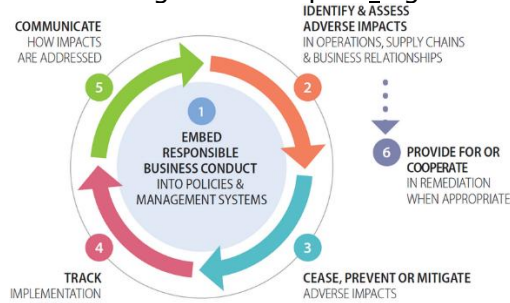 COMMUNICATE
HOW IMPACTS
ARE ADDRESSED
5
IDENTIFY & ASSESS
ADVERSE IMPACTS
IN OPERATIONS, SUPPLY CHAINS
& BUSINESS RELATIONSHIPS
2
1
EMBED
RESPONSIBLE
BUSINESS CONDUCT
INTO POLICIES &
MANAGEMENT SYSTEMS
6
PROVIDE FOR OR
COOPERATE
IN REMEDIATION
WHEN APPROPRIATE
4
TRACK
IMPLEMENTATION
3
CEASE, PREVENT OR MITIGATE
ADVERSE IMPACTS